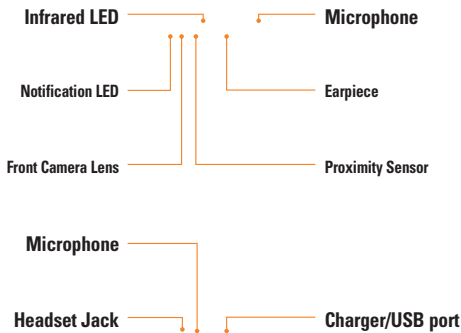 Infrared LED
Microphone
Notification LED
Earpiece
Front Camera Lens
Proximity Sensor
Microphone
Headset Jack
Charger/USB port